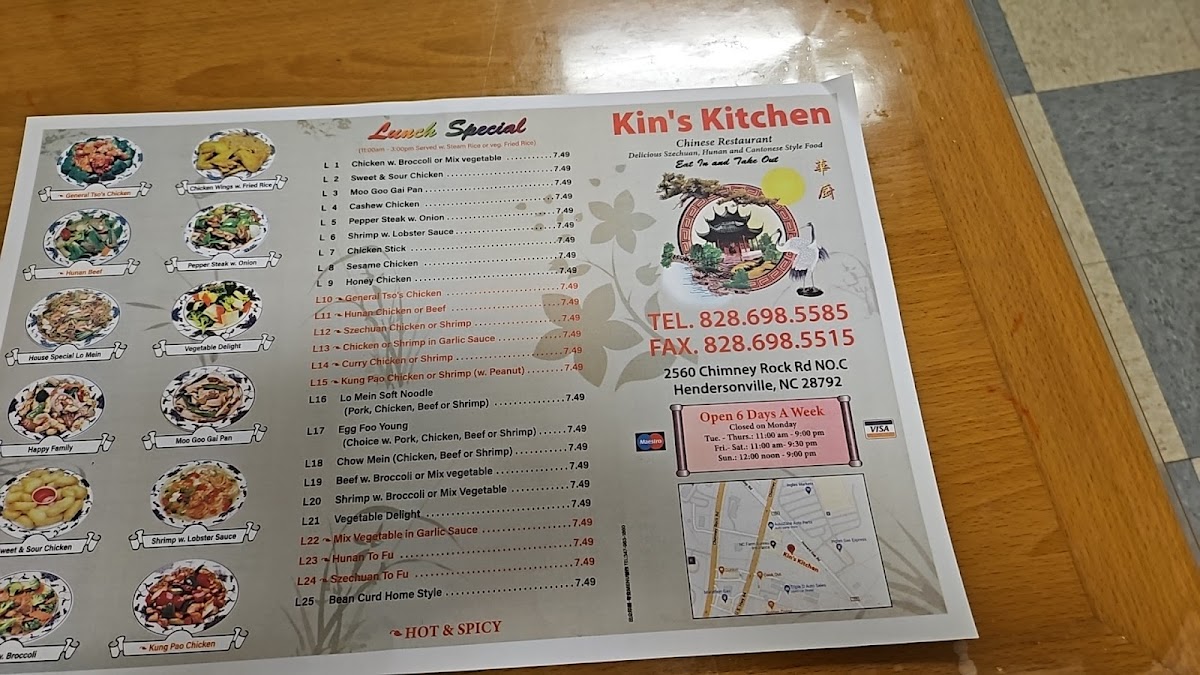 General Tso's Chicken
Chicken Wings w. Fried Rice
Hunan Beef
Pepper Steak w. Onion
House Special Lo Mein
Vegetable Delight
Happy Family
Moo Goo Gai Pan
Sweet & Sour Chicken
Shrimp w. Lobster Sauce
w. Broccoli
Kung Pao Chicken
Lunch Special
(11:00am - 3:00pm Served w. Steam Rice or veg. Fried Rice)
L 1 Chicken w. Broccoli or Mix vegetable ........... 7.49
L 2 Sweet & Sour Chicken ........... 7.49
L 3 Moo Goo Gai Pan ........... 7.49
L 4 Cashew Chicken ........... 7.49
L 5 Pepper Steak w. Onion ........... 7.49
L 6 Shrimp w. Lobster Sauce ........... 7.49
L 7 Chicken Stick ........... 7.49
L 8 Sesame Chicken ........... 7.49
L 9 Honey Chicken ........... 7.49
L10 General Tso's Chicken ........... 7.49
L11 Hunan Chicken or Beef ........... 7.49
L12 Szechuan Chicken or Shrimp ........... 7.49
L13 Chicken or Shrimp in Garlic Sauce ........... 7.49
L14 Curry Chicken or Shrimp ........... 7.49
L15 Kung Pao Chicken or Shrimp (w. Peanut) ........ 7.49
L16 Lo Mein Soft Noodle
(Pork, Chicken, Beef or Shrimp) ........... 7.49
L17 Egg Foo Young
(Choice w. Pork, Chicken, Beef or Shrimp) ...... 7.49
L18 Chow Mein (Chicken, Beef or Shrimp) ........... 7.49
L19 Beef w. Broccoli or Mix vegetable ........... 7.49
L20 Shrimp w. Broccoli or Mix Vegetable ........... 7.49
L21 Vegetable Delight ........... 7.49
L22 Mix Vegetable in Garlic Sauce ........... 7.49
L23 Hunan To Fu ........... 7.49
L24 Szechuan To Fu ........... 7.49
L25 Bean Curd Home Style ........... 7.49
HOT & SPICY
Kin's Kitchen
Chinese Restaurant
Delicious Szechuan, Hunan and Cantonese Style Food
Eat In and Take Out
華
厨
TEL. 828.698.5585
FAX. 828.698.5515
2560 Chimney Rock Rd NO.C
Hendersonville, NC 28792
Open 6 Days A Week
Closed on Monday
Tue. - Thurs.: 11:00 am - 9:00 pm
Fri.- Sat.: 11:00 am- 9:30 pm
Sun.: 12:00 noon - 9:00 pm
Maestro
VISA
Ingles Markets
Kin's Kitchen